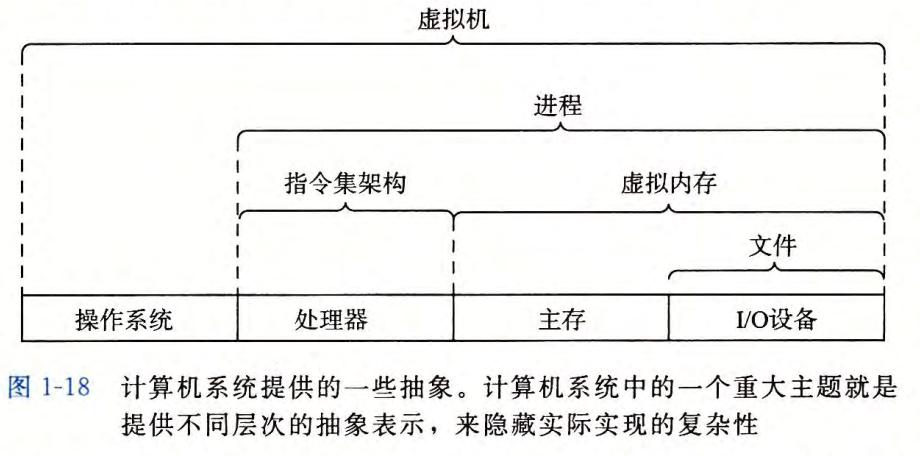 虚拟机
进程
指令集架构 虚拟内存
文件
操作系统 处理器 主存 I/O设备
图 1-18 计算机系统提供的一些抽象。计算机系统中的一个重大主题就是
提供不同层次的抽象表示，来隐藏实际实现的复杂性